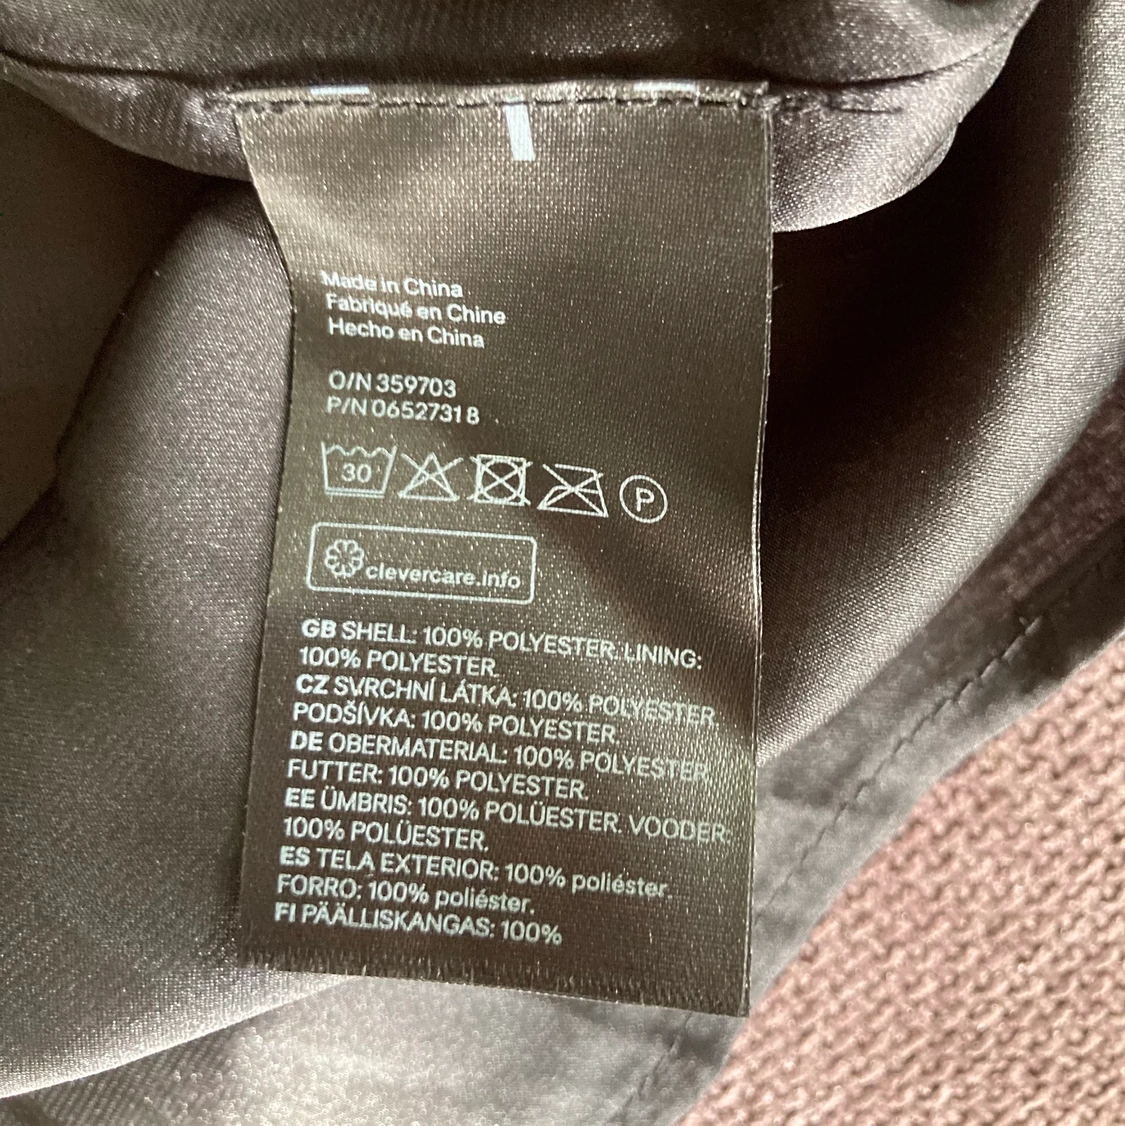 Made in China
Fabriqué en Chine
Hecho en China
O/N 359703
P/N 06527318
30
P
clevercare.info
GB SHELL: 100% POLYESTER. LINING:
100% POLYESTER.
CZ SVRCHNÍ LÁTKA: 100% POLYESTER.
PODŠÍVKA: 100% POLYESTER
DE OBERMATERIAL: 100% POLYESTER.
FUTTER: 100% POLYESTER.
EE ÜMBRIS: 100% POLÜESTER. VOODER:
100% POLÜESTER.
ES TELA EXTERIOR: 100% poliéster.
FORRO: 100% poliéster.
FI PÄÄLLISKANGAS: 100%